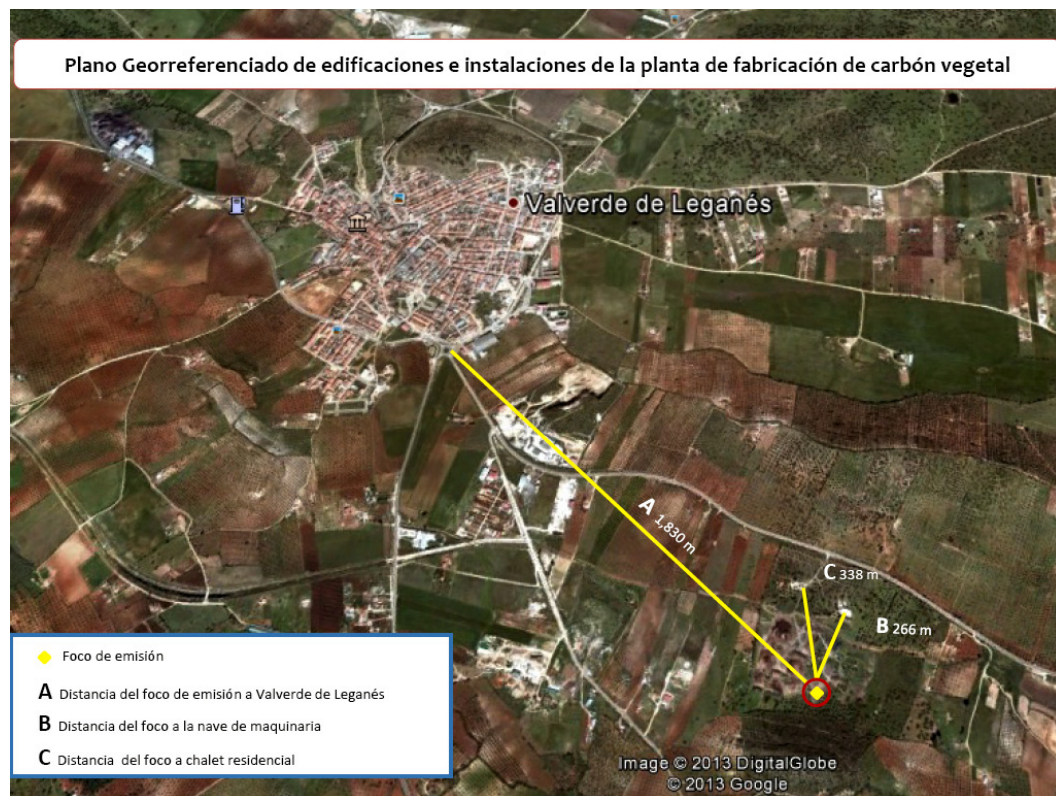 Plano Georreferenciado de edificaciones e instalaciones de la planta de fabricación de carbón vegetal
Valverde de Leganés
A 1,830 m
C 338 m
B 266 m
Foco de emisión
A Distancia del foco de emisión a Valverde de Leganés
B Distancia del foco a la nave de maquinaria
C Distancia del foco a chalet residencial
Image © 2013 DigitalGlobe
© 2013 Google